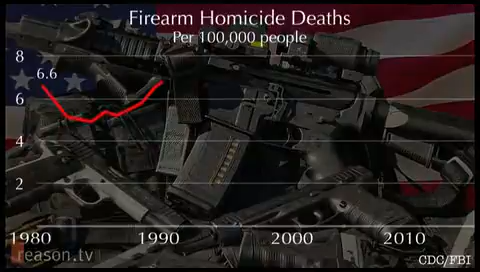 Firearm Homicide Deaths
Per 100,000 people
8
6.6
6
4
2
1980 1990 2000 2010
reason.tv
CDC/FBI